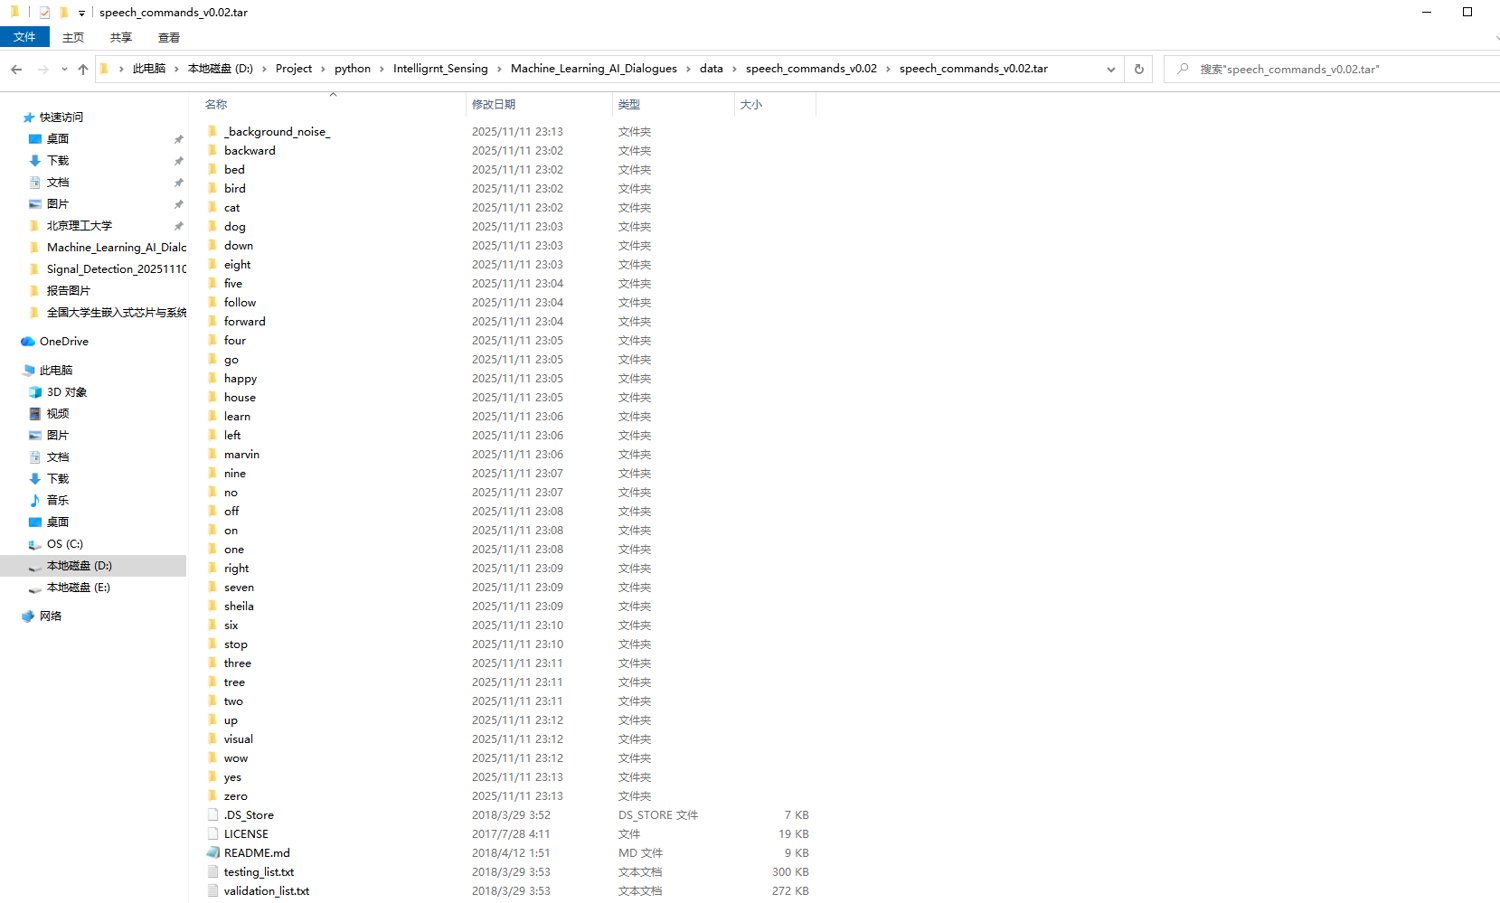 speech_commands_v0.02.tar
文件 主页 共享 查看
此电脑 本地磁盘 (D:) Project python Intelligrnt_Sensing Machine_Learning_AI_Dialogues data speech_commands_v0.02 speech_commands_v0.02.tar
搜索"speech_commands_v0.02.tar"
快速访问
桌面
下载
文档
图片
北京理工大学
Machine_Learning_AI_Dialo
Signal_Detection_20251110
报告图片
全国大学生嵌入式芯片与系统
OneDrive
此电脑
3D 对象
视频
图片
文档
下载
音乐
桌面
OS (C:)
本地磁盘 (D:)
本地磁盘 (E:)
网络
名称 修改日期 类型 大小
_background_noise_ 2025/11/11 23:13 文件夹
backward 2025/11/11 23:02 文件夹
bed 2025/11/11 23:02 文件夹
bird 2025/11/11 23:02 文件夹
cat 2025/11/11 23:02 文件夹
dog 2025/11/11 23:03 文件夹
down 2025/11/11 23:03 文件夹
eight 2025/11/11 23:03 文件夹
five 2025/11/11 23:04 文件夹
follow 2025/11/11 23:04 文件夹
forward 2025/11/11 23:04 文件夹
four 2025/11/11 23:05 文件夹
go 2025/11/11 23:05 文件夹
happy 2025/11/11 23:05 文件夹
house 2025/11/11 23:05 文件夹
learn 2025/11/11 23:06 文件夹
left 2025/11/11 23:06 文件夹
marvin 2025/11/11 23:06 文件夹
nine 2025/11/11 23:07 文件夹
no 2025/11/11 23:07 文件夹
off 2025/11/11 23:08 文件夹
on 2025/11/11 23:08 文件夹
one 2025/11/11 23:08 文件夹
right 2025/11/11 23:09 文件夹
seven 2025/11/11 23:09 文件夹
sheila 2025/11/11 23:09 文件夹
six 2025/11/11 23:10 文件夹
stop 2025/11/11 23:10 文件夹
three 2025/11/11 23:11 文件夹
tree 2025/11/11 23:11 文件夹
two 2025/11/11 23:11 文件夹
up 2025/11/11 23:12 文件夹
visual 2025/11/11 23:12 文件夹
wow 2025/11/11 23:12 文件夹
yes 2025/11/11 23:13 文件夹
zero 2025/11/11 23:13 文件夹
.DS_Store 2018/3/29 3:52 DS_STORE 文件 7 KB
LICENSE 2017/7/28 4:11 文件 19 KB
README.md 2018/4/12 1:51 MD 文件 9 KB
testing_list.txt 2018/3/29 3:53 文本文档 300 KB
validation_list.txt 2018/3/29 3:53 文本文档 272 KB